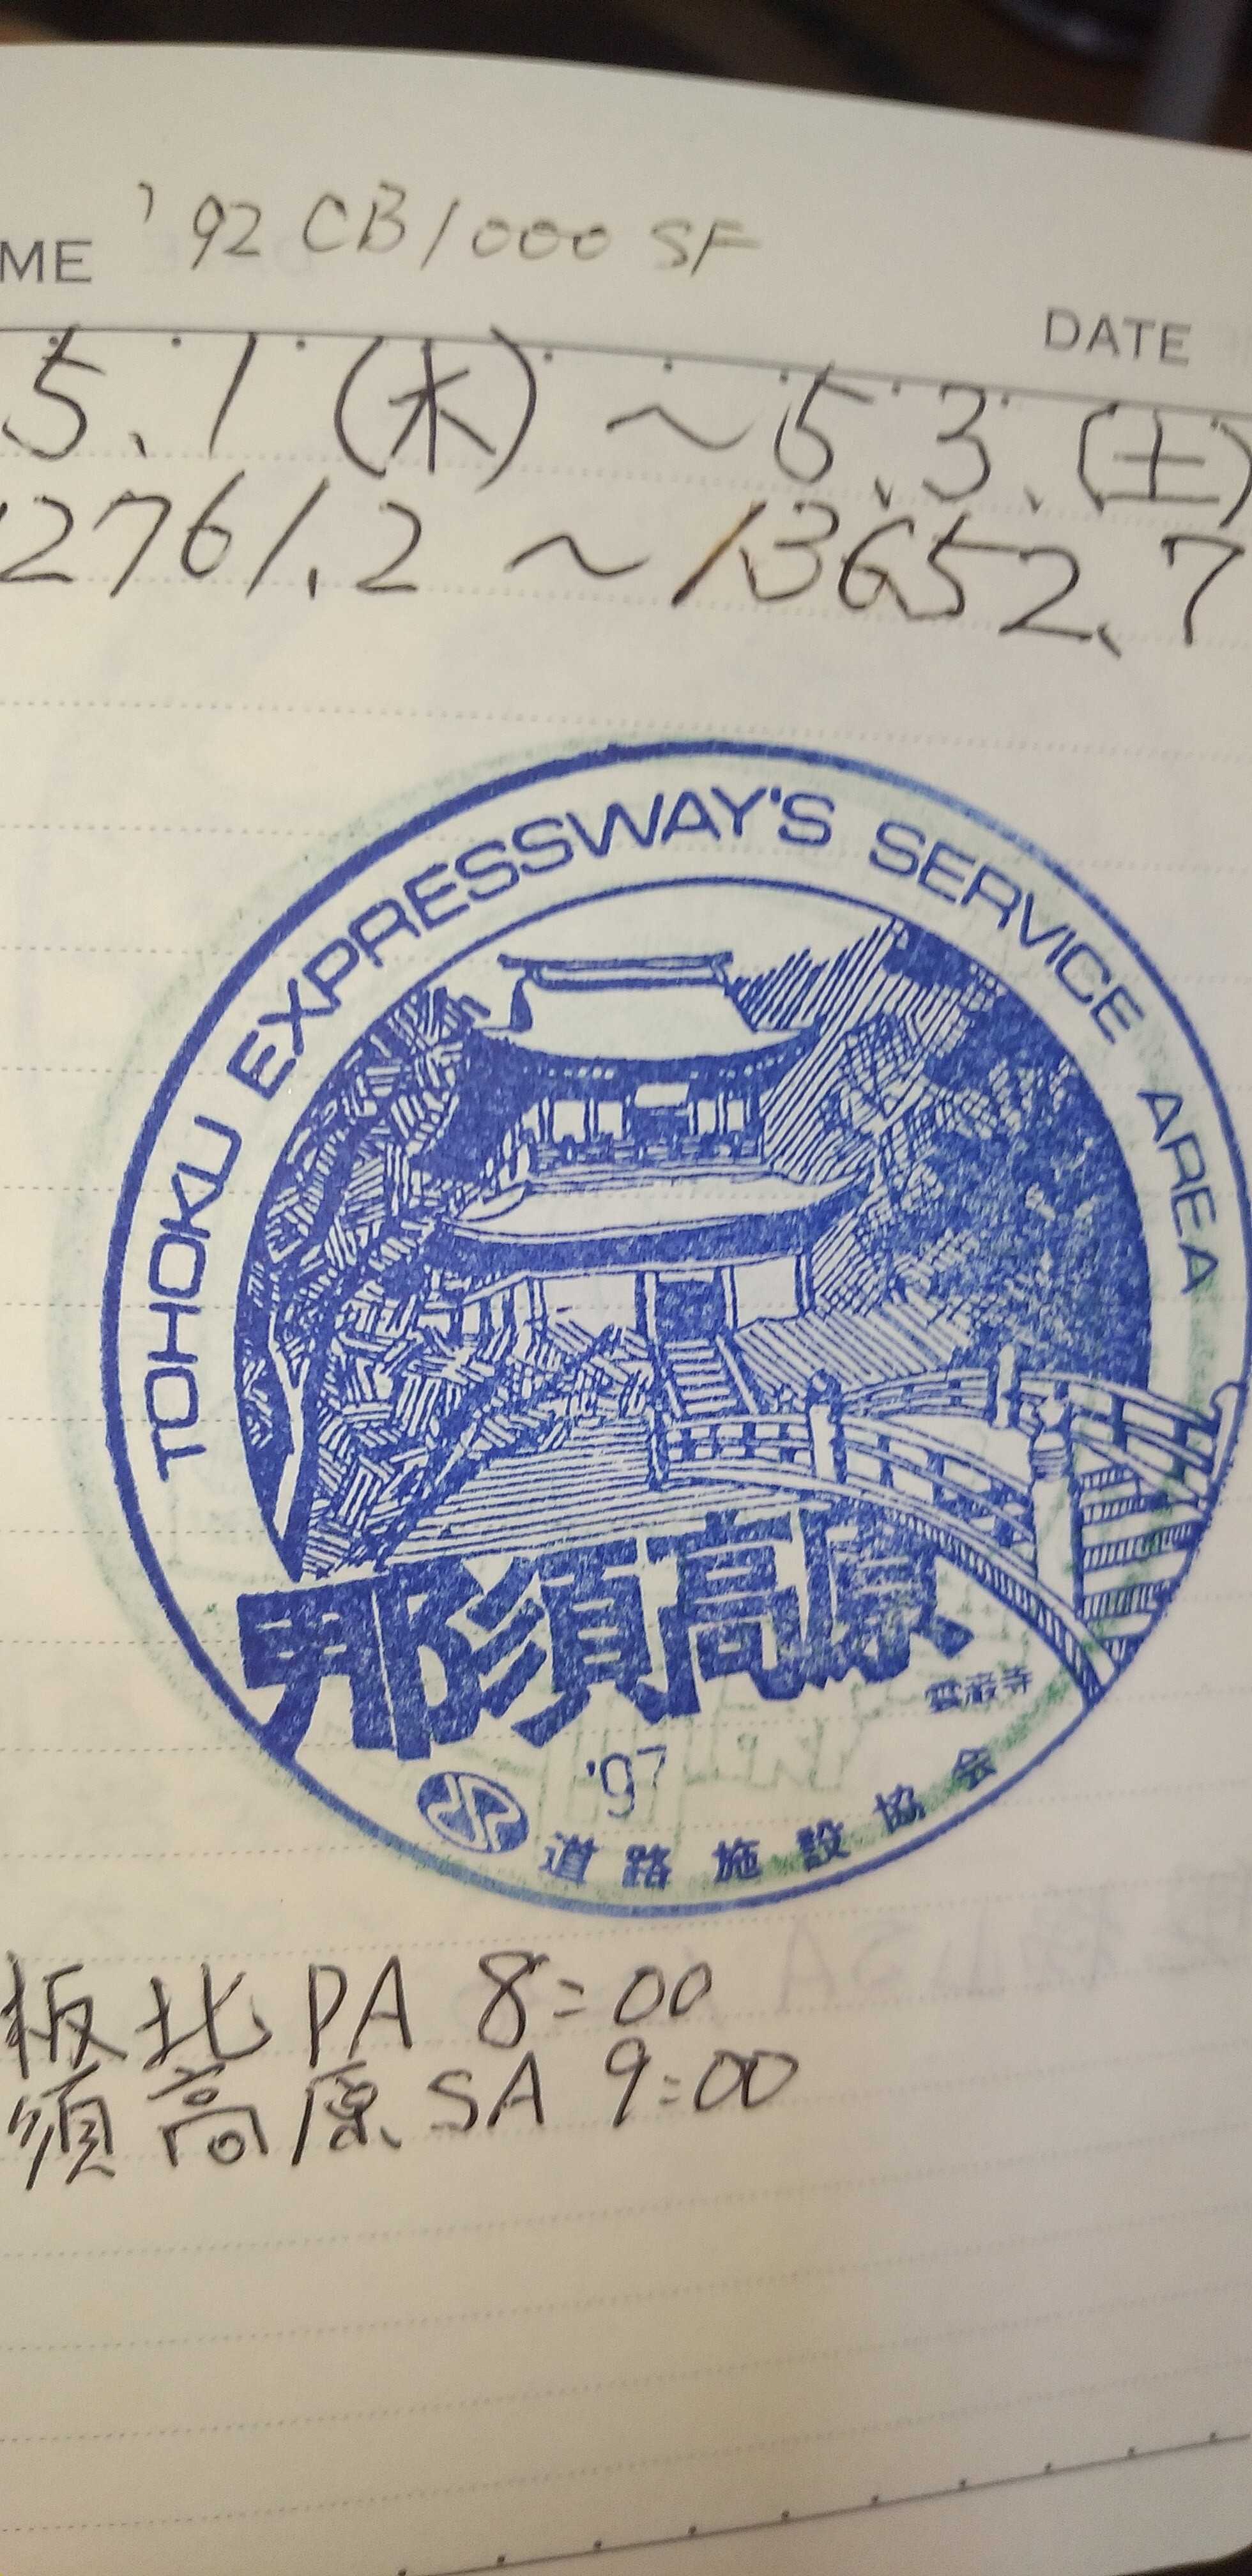 '92 CB1000SF
ME
DATE
5.1(木)~5.3.(土)
2761.2~13652.7
TOHOKU EXPRESSWAY'S SERVICE AREA
那須高原
雲巌寺
'97
道路施設協会
板北PA 8:00
須高原SA 9:00